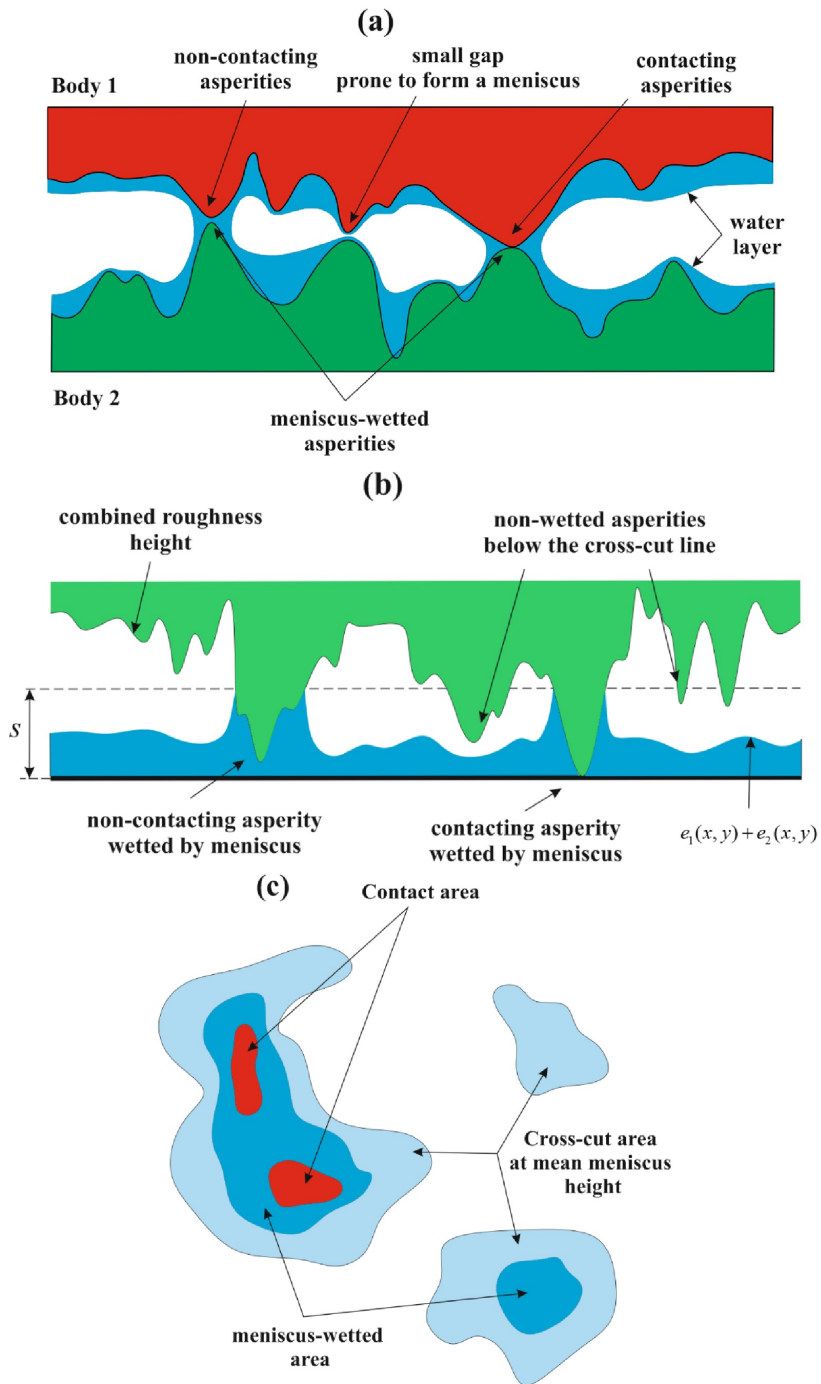 (a)
non-contacting
asperities
small gap
prone to form a meniscus
contacting
asperities
Body 1
water
layer
Body 2
meniscus-wetted
asperities
(b)
combined roughness
height
non-wetted asperities
below the cross-cut line
S
non-contacting asperity
wetted by meniscus
contacting asperity
wetted by meniscus
e₁(x, y) + e₂(x, y)
(c)
Contact area
Cross-cut area
at mean meniscus
height
meniscus-wetted
area